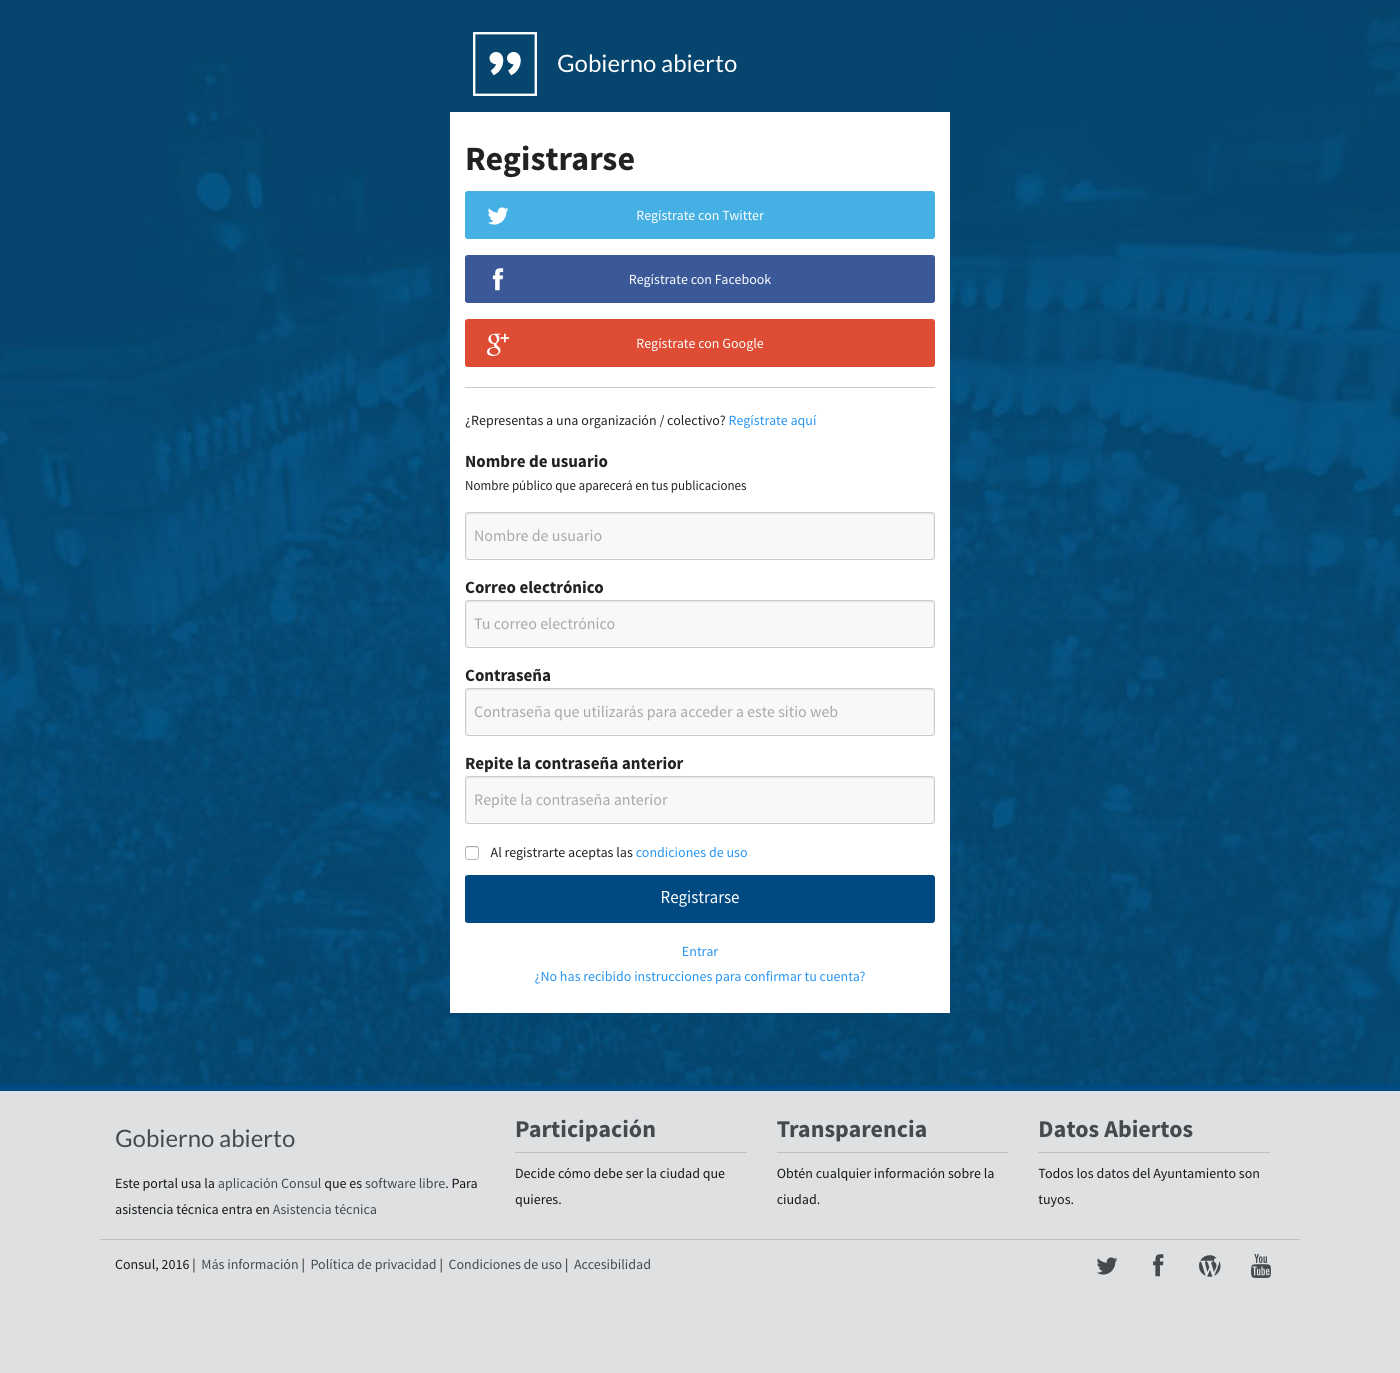 Gobierno abierto
Registrarse
Regístrate con Twitter
Regístrate con Facebook
Regístrate con Google
¿Representas a una organización / colectivo? Regístrate aquí
Nombre de usuario
Nombre público que aparecerá en tus publicaciones
Nombre de usuario
Correo electrónico
Tu correo electrónico
Contraseña
Contraseña que utilizarás para acceder a este sitio web
Repite la contraseña anterior
Repite la contraseña anterior
Al registrarte aceptas las condiciones de uso
Registrarse
Entrar
¿No has recibido instrucciones para confirmar tu cuenta?
Gobierno abierto
Este portal usa la aplicación Consul que es software libre. Para
asistencia técnica entra en Asistencia técnica
Participación
Decide cómo debe ser la ciudad que
quieres.
Transparencia
Obtén cualquier información sobre la
ciudad.
Datos Abiertos
Todos los datos del Ayuntamiento son
tuyos.
Consul, 2016 | Más información | Política de privacidad | Condiciones de uso | Accesibilidad
You
Tube